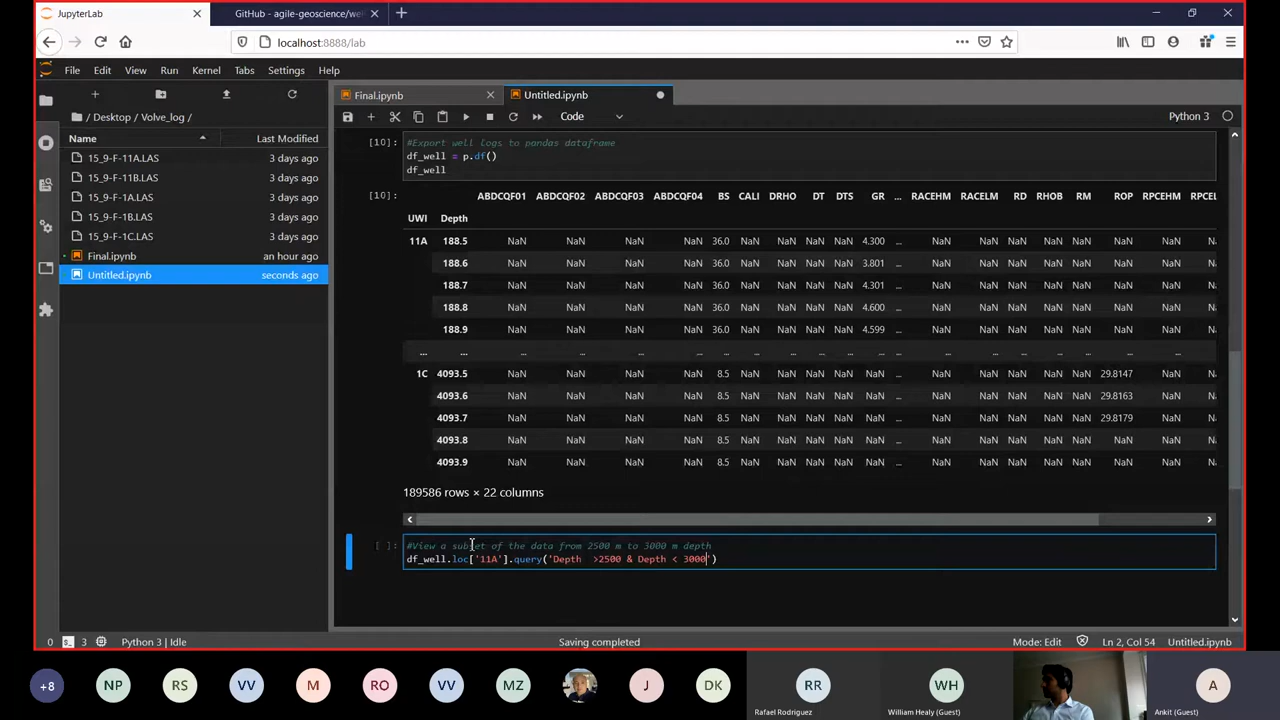 JupyterLab
GitHub - agile-geoscience/wel
localhost:8888/lab
File Edit View Run Kernel Tabs Settings Help
Final.ipynb
Untitled.ipynb
/ Desktop / Volve_log /
Code
Python 3
Name Last Modified
15_9-F-11A.LAS 3 days ago
15_9-F-11B.LAS 3 days ago
15_9-F-1A.LAS 3 days ago
15_9-F-1B.LAS 3 days ago
15_9-F-1C.LAS 3 days ago
Final.ipynb an hour ago
Untitled.ipynb seconds ago
[10]: #Export well logs to pandas dataframe
df_well = p.df()
df_well
[10]: ABDCQF01 ABDCQF02 ABDCQF03 ABDCQF04 BS CALI DRHO DT DTS GR ... RACEHM RACELM RD RHOB RM ROP RPCEHM RPCEL
UWI Depth
11A 188.5 NaN NaN NaN NaN 36.0 NaN NaN NaN NaN 4.300 ... NaN NaN NaN NaN NaN NaN NaN Na
188.6 NaN NaN NaN NaN 36.0 NaN NaN NaN NaN 3.801 ... NaN NaN NaN NaN NaN NaN NaN Na
188.7 NaN NaN NaN NaN 36.0 NaN NaN NaN NaN 4.301 ... NaN NaN NaN NaN NaN NaN NaN Na
188.8 NaN NaN NaN NaN 36.0 NaN NaN NaN NaN 4.600 ... NaN NaN NaN NaN NaN NaN NaN Na
188.9 NaN NaN NaN NaN 36.0 NaN NaN NaN NaN 4.599 ... NaN NaN NaN NaN NaN NaN NaN Na
... ... ... ... ... ... ... ... ... ... ... ... ... ... ... ... ... ... ... ...
1C 4093.5 NaN NaN NaN NaN 8.5 NaN NaN NaN NaN NaN ... NaN NaN NaN NaN NaN 29.8147 NaN Na
4093.6 NaN NaN NaN NaN 8.5 NaN NaN NaN NaN NaN ... NaN NaN NaN NaN NaN 29.8163 NaN Na
4093.7 NaN NaN NaN NaN 8.5 NaN NaN NaN NaN NaN ... NaN NaN NaN NaN NaN 29.8179 NaN Na
4093.8 NaN NaN NaN NaN 8.5 NaN NaN NaN NaN NaN ... NaN NaN NaN NaN NaN NaN NaN Na
4093.9 NaN NaN NaN NaN 8.5 NaN NaN NaN NaN NaN ... NaN NaN NaN NaN NaN NaN NaN Na
189586 rows × 22 columns
[ ]: #View a subset of the data from 2500 m to 3000 m depth
df_well.loc['11A'].query('Depth  >2500 & Depth < 3000')
0 3 Python 3 | Idle Saving completed Mode: Edit Ln 2, Col 54 Untitled.ipynb
+8 NP RS VV M RO VV MZ J DK RR WH A
Rafael Rodriguez William Healy (Guest) Ankit (Guest)